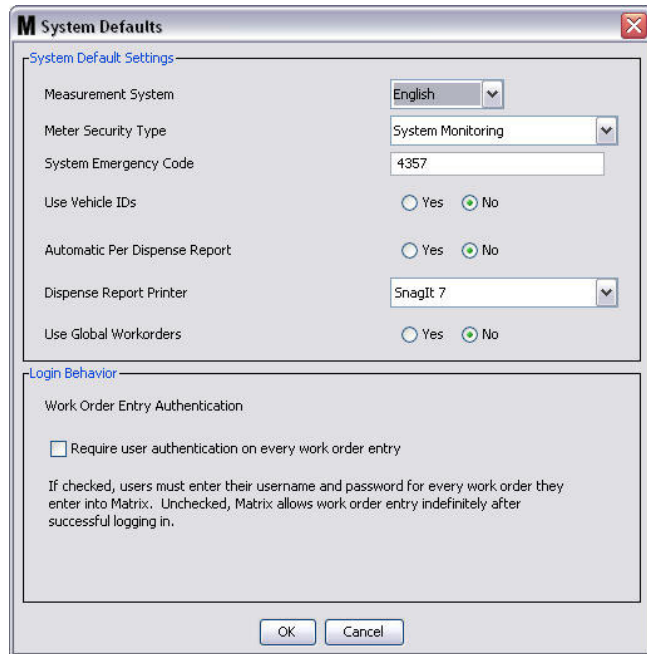 M System Defaults
System Default Settings
Measurement System English
Meter Security Type System Monitoring
System Emergency Code 4357
Use Vehicle IDs Yes No
Automatic Per Dispense Report Yes No
Dispense Report Printer SnagIt 7
Use Global Workorders Yes No
Login Behavior
Work Order Entry Authentication
Require user authentication on every work order entry
If checked, users must enter their username and password for every work order they
enter into Matrix. Unchecked, Matrix allows work order entry indefinitely after
successful logging in.
OK Cancel